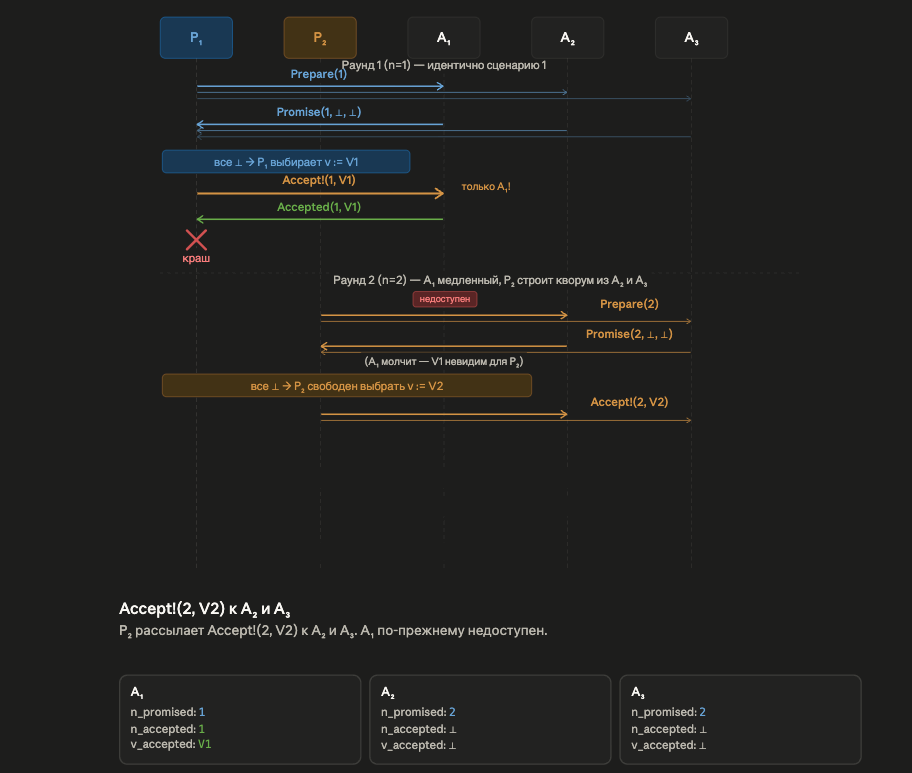 P₁ P₂ A₁ A₂ A₃
Раунд 1 (n=1) — идентично сценарию 1
Prepare(1)
Promise(1, ⊥, ⊥)
все ⊥ → P₁ выбирает v := V1
Accept!(1, V1)
только A₁!
Accepted(1, V1)
краш
Раунд 2 (n=2) — A₁ медленный, P₂ строит кворум из A₂ и A₃
недоступен
Prepare(2)
Promise(2, ⊥, ⊥)
(A₁ молчит — V1 невидим для P₂)
все ⊥ → P₂ свободен выбрать v := V2
Accept!(2, V2)
Accept!(2, V2) к A₂ и A₃
P₂ рассылает Accept!(2, V2) к A₂ и A₃. A₁ по-прежнему недоступен.
A₁
n_promised: 1
n_accepted: 1
v_accepted: V1
A₂
n_promised: 2
n_accepted: ⊥
v_accepted: ⊥
A₃
n_promised: 2
n_accepted: ⊥
v_accepted: ⊥